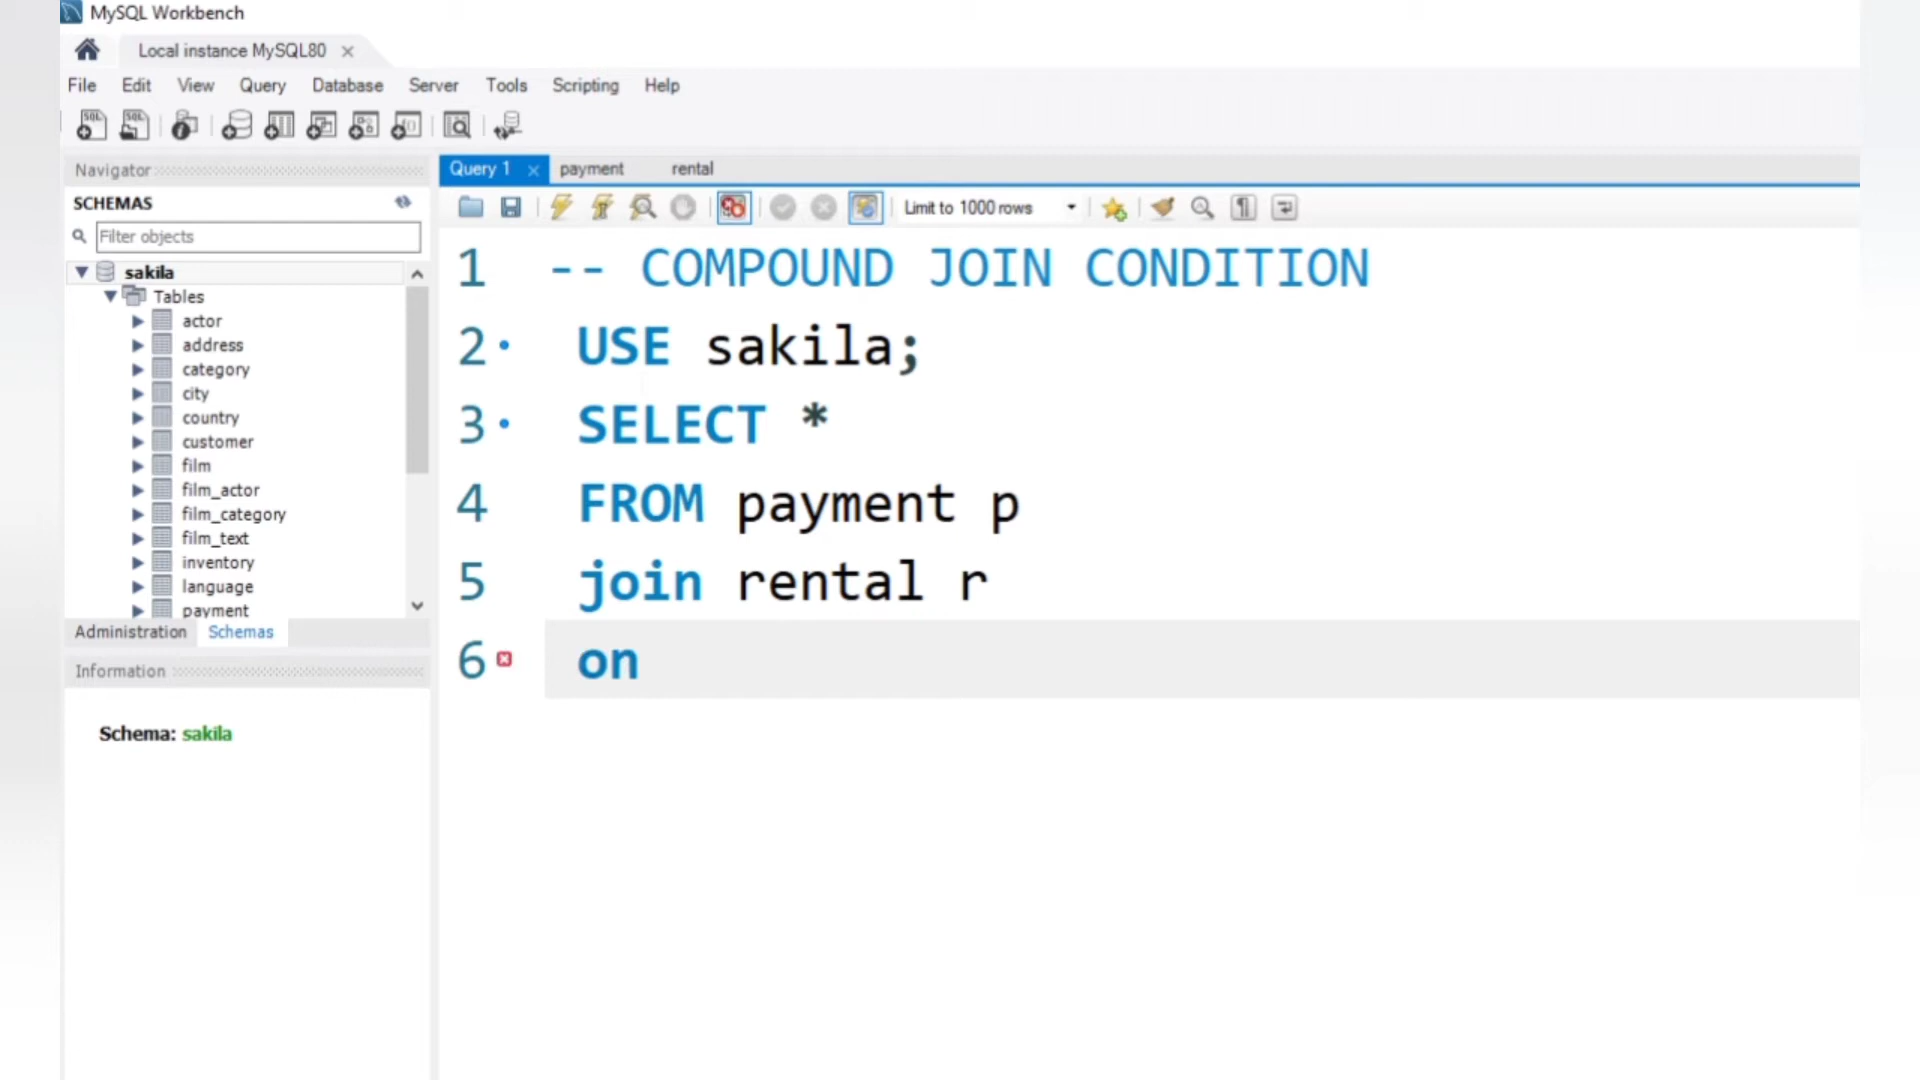 MySQL Workbench
Local instance MySQL80
File Edit View Query Database Server Tools Scripting Help
Navigator
SCHEMAS
Filter objects
sakila
Tables
actor
address
category
city
country
customer
film
film_actor
film_category
film_text
inventory
language
payment
Administration Schemas
Information
Schema: sakila
Query 1 payment rental
Limit to 1000 rows
1 -- COMPOUND JOIN CONDITION
2 USE sakila;
3 SELECT *
4 FROM payment p
5 join rental r
6 on